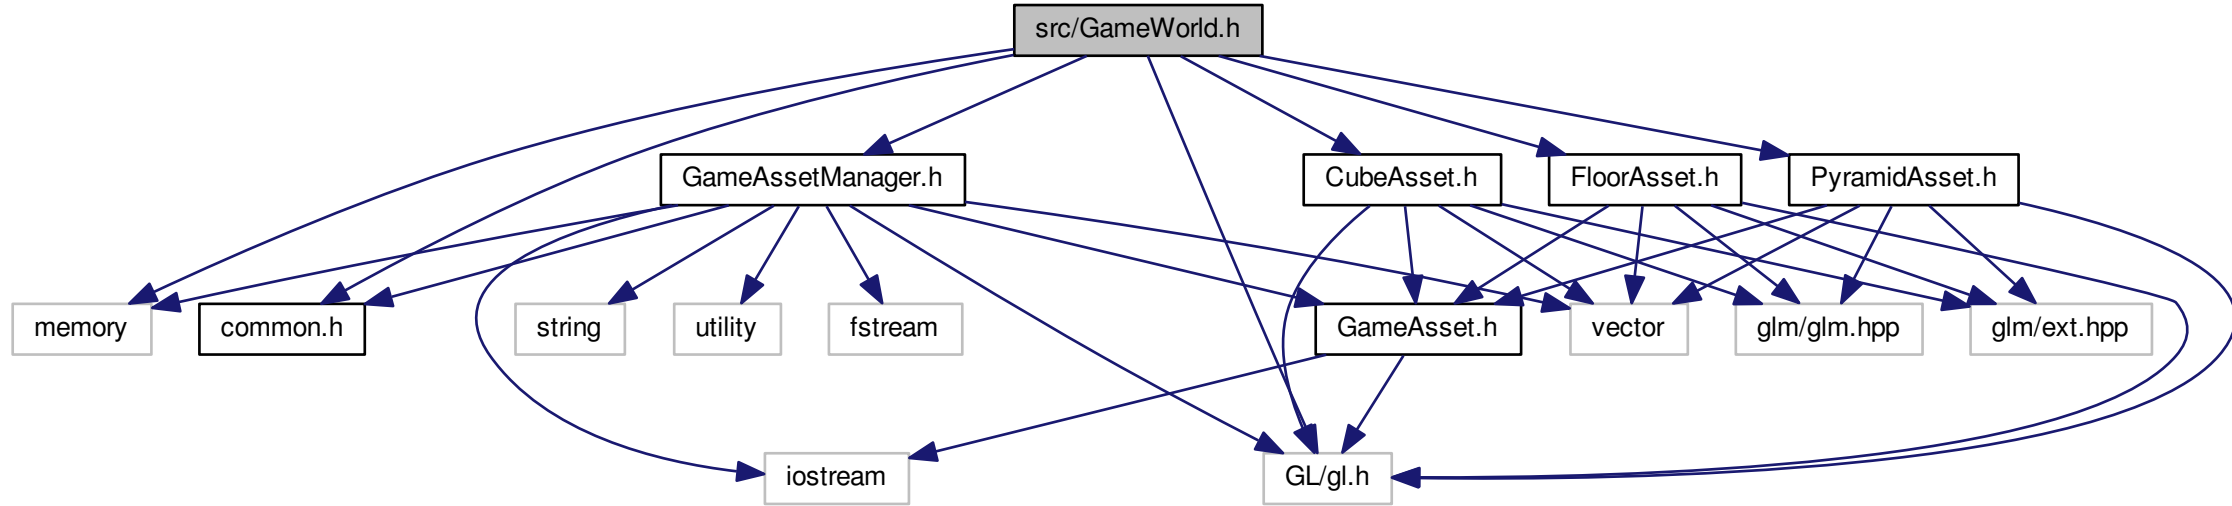 src/GameWorld.h
GameAssetManager.h
CubeAsset.h
FloorAsset.h
PyramidAsset.h
memory
common.h
string
utility
fstream
GameAsset.h
vector
glm/glm.hpp
glm/ext.hpp
iostream
GL/gl.h